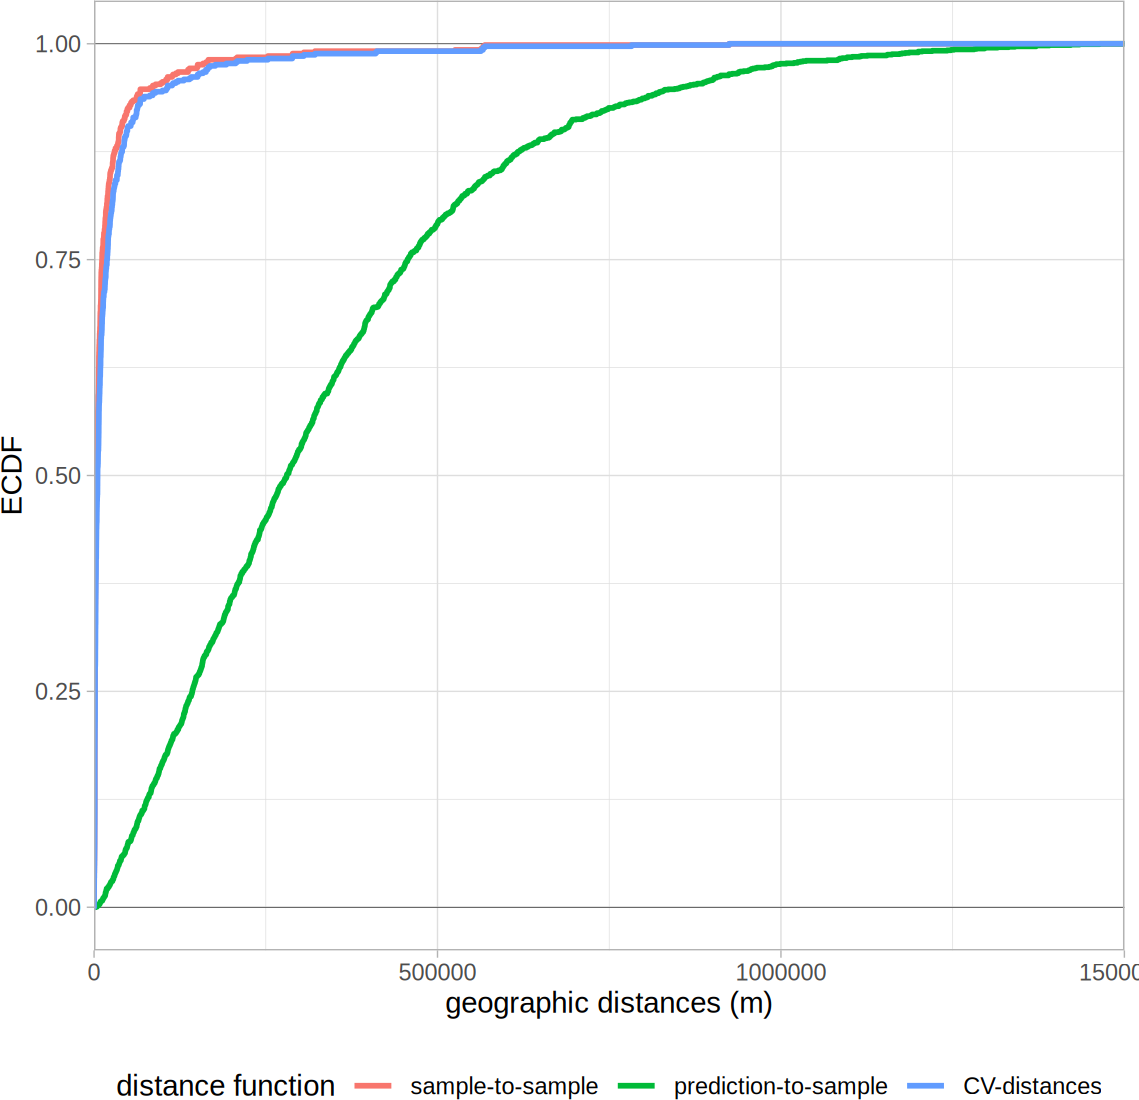 1.00
0.75
0.50
0.25
0.00
ECDF
0 500000 1000000 15000
geographic distances (m)
distance function sample-to-sample prediction-to-sample CV-distances